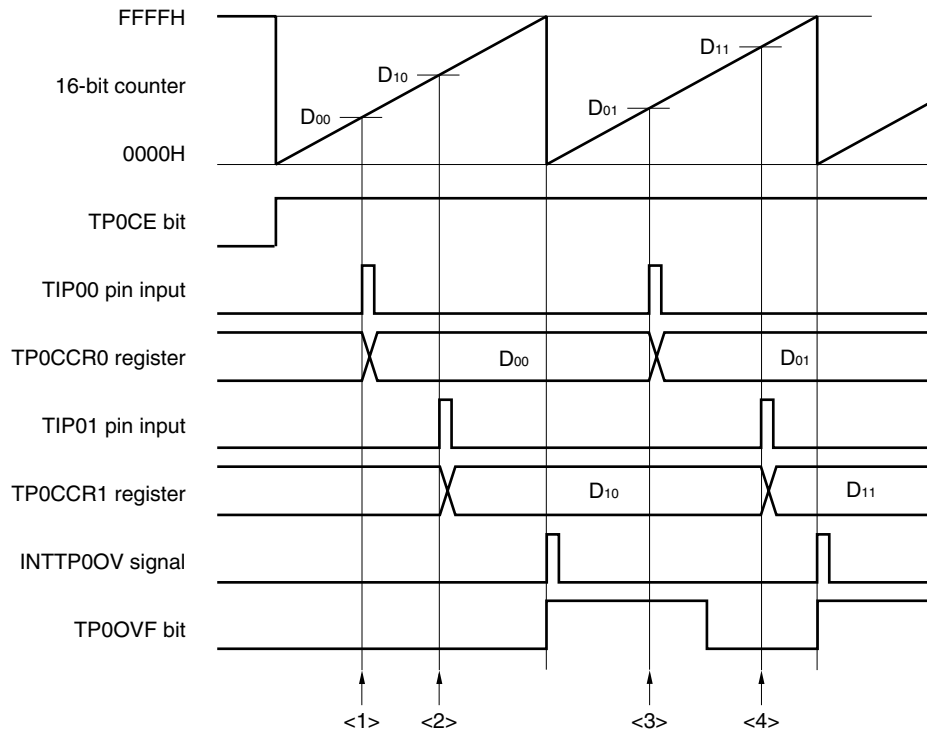 FFFFH
D11
D10
16-bit counter
D00
D01
0000H
TP0CE bit
TIP00 pin input
TP0CCR0 register
D00
D01
TIP01 pin input
TP0CCR1 register
D10
D11
INTTP0OV signal
TP0OVF bit
<1>
<2>
<3>
<4>